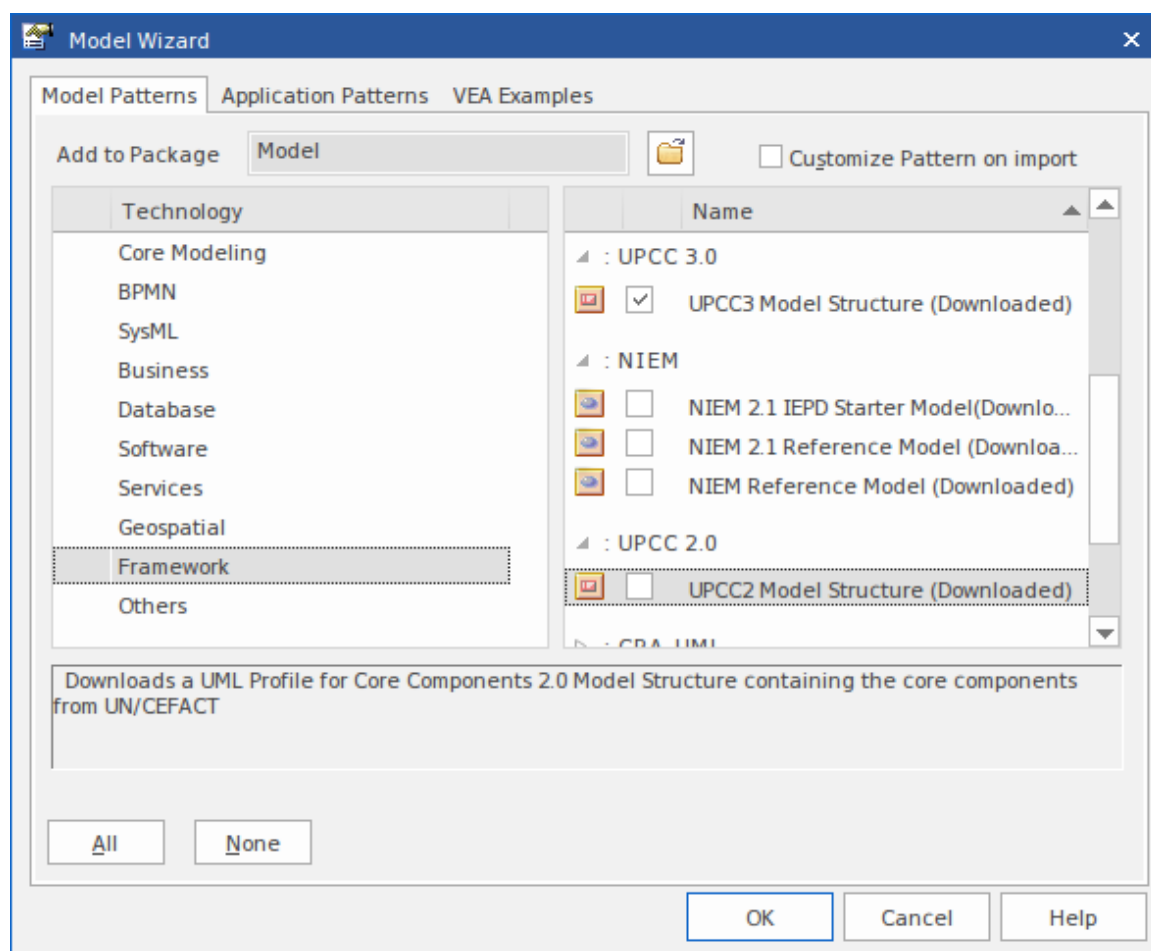 Model Wizard
Model Patterns Application Patterns VEA Examples
Add to Package Model Customize Pattern on import
Technology
Core Modeling
BPMN
SysML
Business
Database
Software
Services
Geospatial
Framework
Others
Name
: UPCC 3.0
UPCC3 Model Structure (Downloaded)
: NIEM
NIEM 2.1 IEPD Starter Model(Downlo...
NIEM 2.1 Reference Model (Downloa...
NIEM Reference Model (Downloaded)
: UPCC 2.0
UPCC2 Model Structure (Downloaded)
Downloads a UML Profile for Core Components 2.0 Model Structure containing the core components
from UN/CEFACT
All None
OK Cancel Help